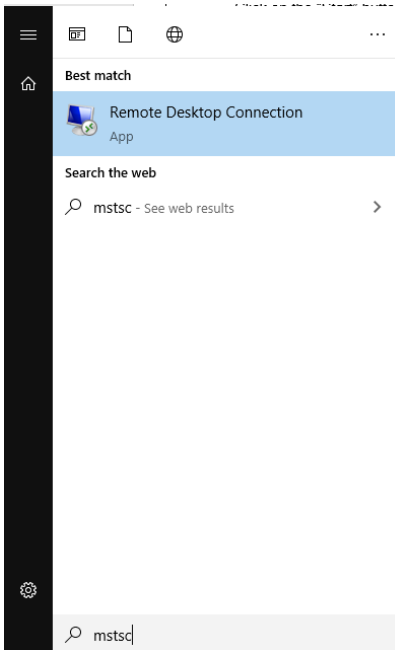 ...
Best match
Remote Desktop Connection
App
Search the web
mstsc - See web results
mstsc